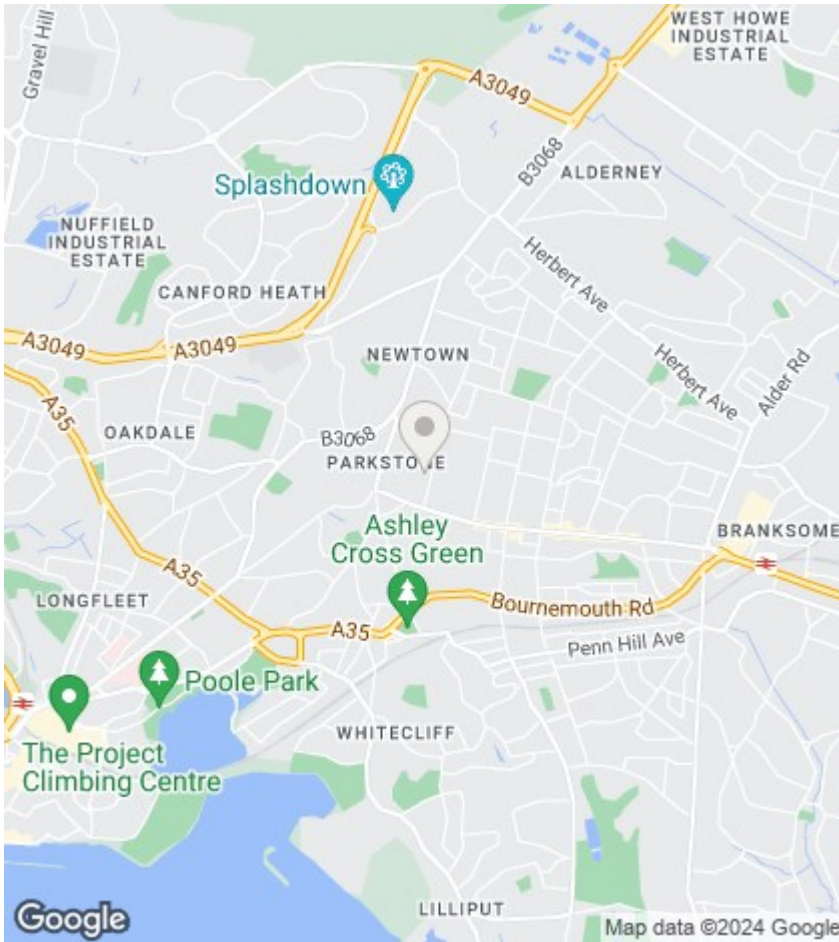 WEST HOWE
INDUSTRIAL
ESTATE
Gravel Hill
A3049
B3068
ALDERNEY
Splashdown
NUFFIELD
INDUSTRIAL
ESTATE
Herbert Ave
CANFORD HEATH
A3049
A3049
NEWTOWN
Herbert Ave
Alder Rd
A35
OAKDALE
B3068
PARKSTONE
Ashley
Cross Green
BRANKSOME
A35
LONGFLEET
Bournemouth Rd
A35
Penn Hill Ave
Poole Park
WHITECLIFF
The Project
Climbing Centre
LILLIPUT
Google
Map data ©2024 Google